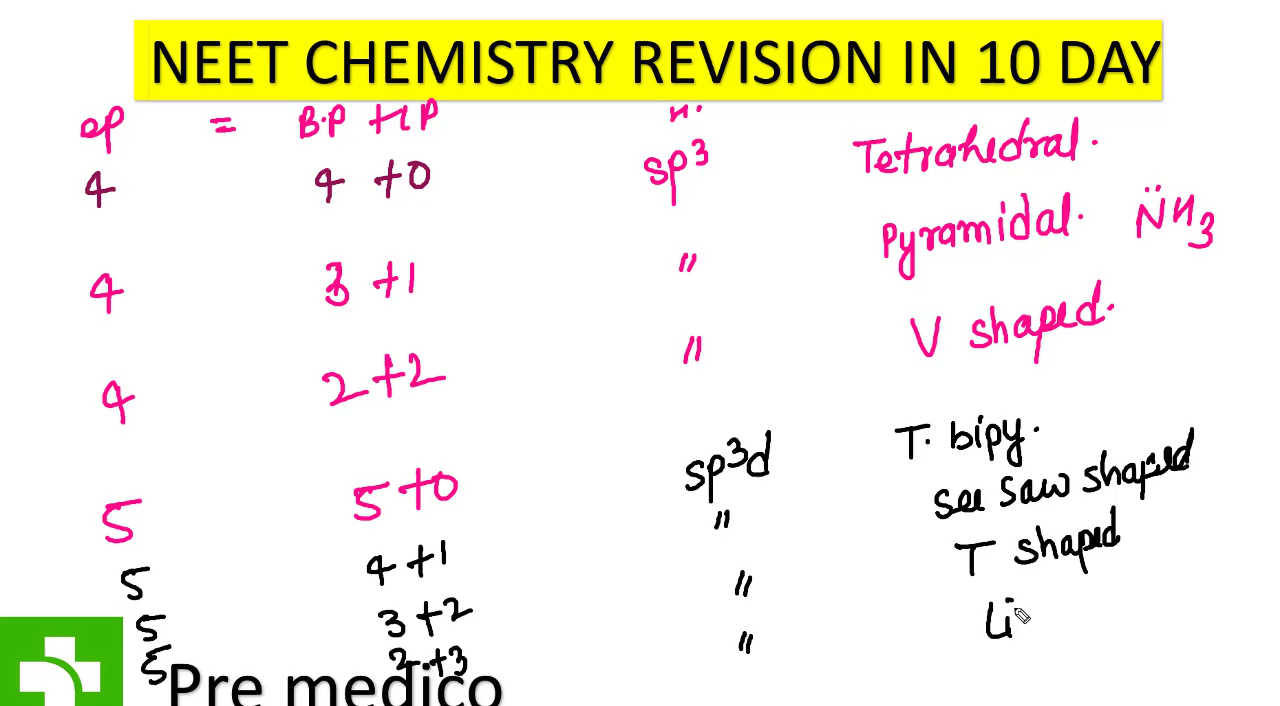 NEET CHEMISTRY REVISION IN 10 DAY
ep = B.P + l P H.
4 4 +0 sp³ Tetrahedral.
4 3 +1 " Pyramidal. N̈H₃
4 2+2 " V shaped.
5 5+0 sp³d T. bipy.
5 4+1 " See Saw shaped
5 3+2 " T shaped
5 2+3 " Li
Pre medico